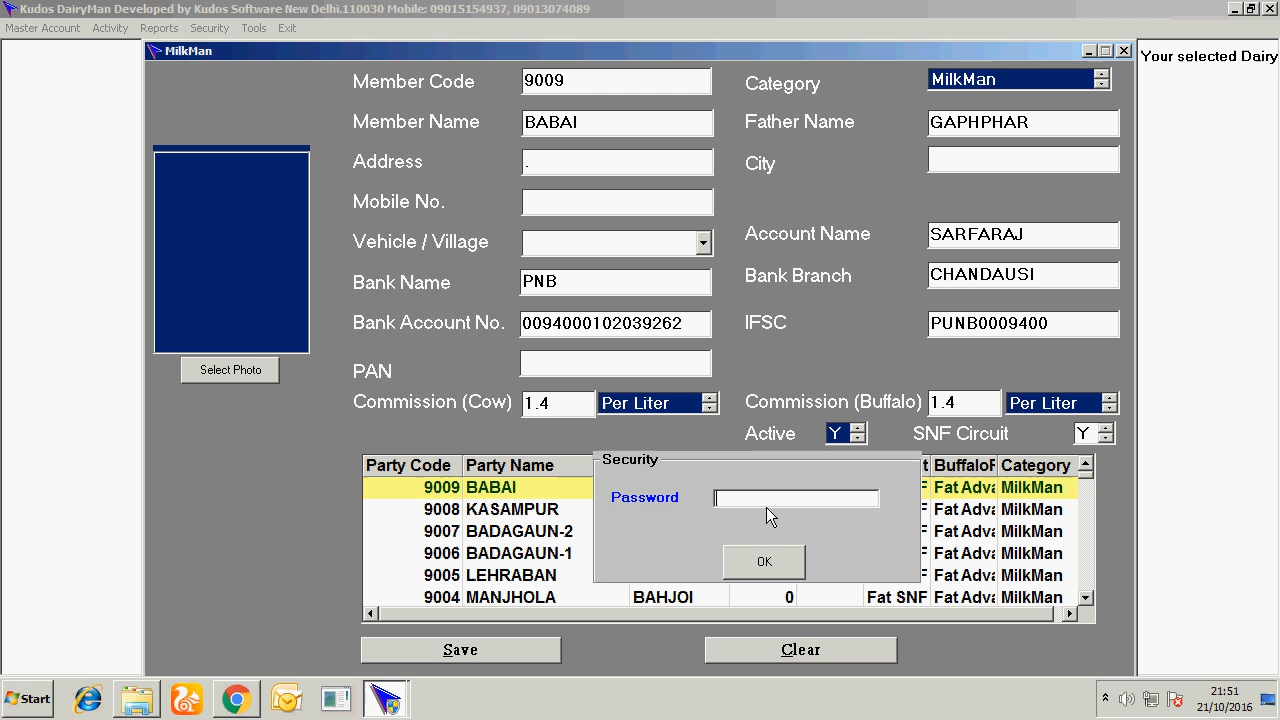 Kudos DairyMan Developed by Kudos Software New Delhi.110030 Mobile: 09015154937, 09013074089
Master Account Activity Reports Security Tools Exit
MilkMan
Your selected Dairy
Member Code 9009 Category MilkMan
Member Name BABAI Father Name GAPHPHAR
Address . City
Mobile No.
Vehicle / Village Account Name SARFARAJ
Bank Name PNB Bank Branch CHANDAUSI
Bank Account No. 0094000102039262 IFSC PUNB0009400
Select Photo
PAN
Commission (Cow) 1.4 Per Liter Commission (Buffalo) 1.4 Per Liter
Active Y SNF Circuit Y
Party Code Party Name t BuffaloF Category
9009 BABAI F Fat Adva MilkMan
9008 KASAMPUR F Fat Adva MilkMan
9007 BADAGAUN-2 F Fat Adva MilkMan
9006 BADAGAUN-1 F Fat Adva MilkMan
9005 LEHRABAN F Fat Adva MilkMan
9004 MANJHOLA BAHJOI 0 Fat SNF Fat Adva MilkMan
Security
Password
OK
Save Clear
Start
21:51
21/10/2016